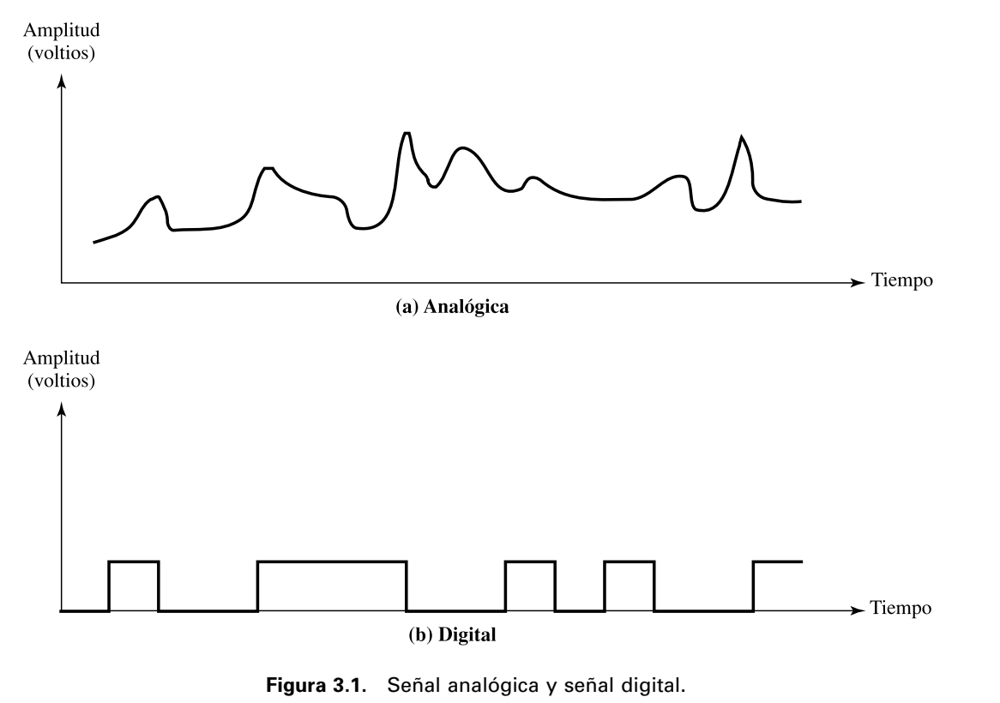 Amplitud
(voltios)
Tiempo
(a) Analógica
Amplitud
(voltios)
Tiempo
(b) Digital
Figura 3.1. Señal analógica y señal digital.